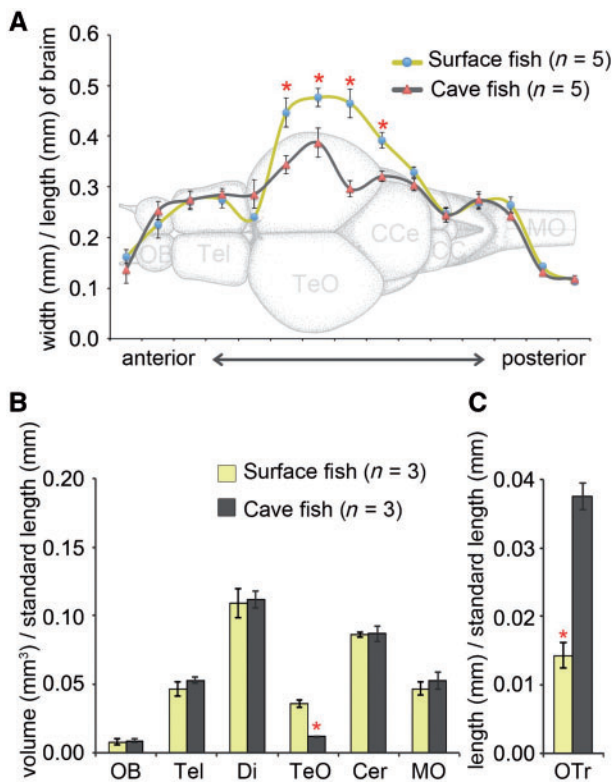 A
width (mm) / length (mm) of braim
0.6
0.5
0.4
0.3
0.2
0.1
0.0
Surface fish (n = 5)
Cave fish (n = 5)
*
*
*
*
OB
Tel
TeO
CCe
OC
MO
anterior
posterior
B
volume (mm³) / standard length (mm)
0.20
0.15
0.10
0.05
0.00
Surface fish (n = 3)
Cave fish (n = 3)
*
OB
Tel
Di
TeO
Cer
MO
C
length (mm) / standard length (mm)
0.04
0.03
0.02
0.01
0.00
*
OTr